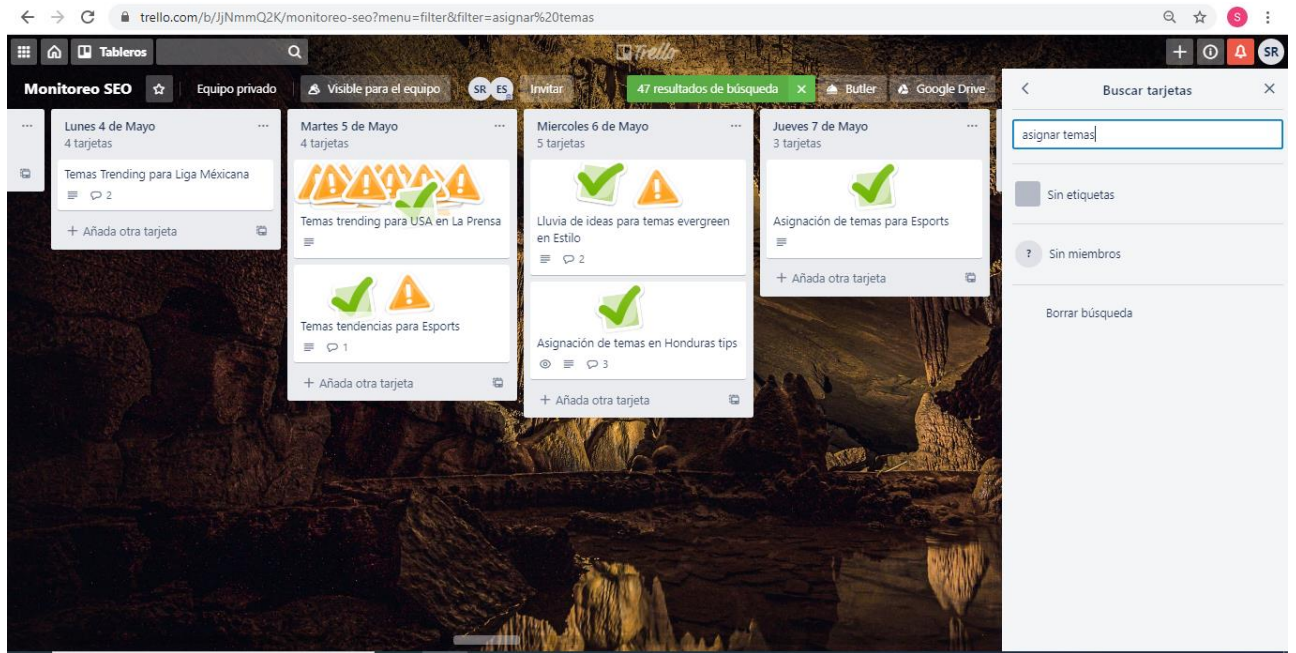 trello.com/b/JjNmmQ2K/monitoreo-seo?menu=filter&filter=asignar%20temas
S
Tableros
Trello
SR
Monitoreo SEO
Equipo privado
Visible para el equipo
SR ES
Invitar
47 resultados de búsqueda
Butler
Google Drive
Lunes 4 de Mayo
4 tarjetas
Temas Trending para Liga Méxicana
2
+ Añada otra tarjeta
Martes 5 de Mayo
4 tarjetas
Temas trending para USA en La Prensa
Temas tendencias para Esports
1
+ Añada otra tarjeta
Miercoles 6 de Mayo
5 tarjetas
Lluvia de ideas para temas evergreen
en Estilo
2
Asignación de temas en Honduras tips
3
+ Añada otra tarjeta
Jueves 7 de Mayo
3 tarjetas
Asignación de temas para Esports
+ Añada otra tarjeta
Buscar tarjetas
asignar temas
Sin etiquetas
? Sin miembros
Borrar búsqueda